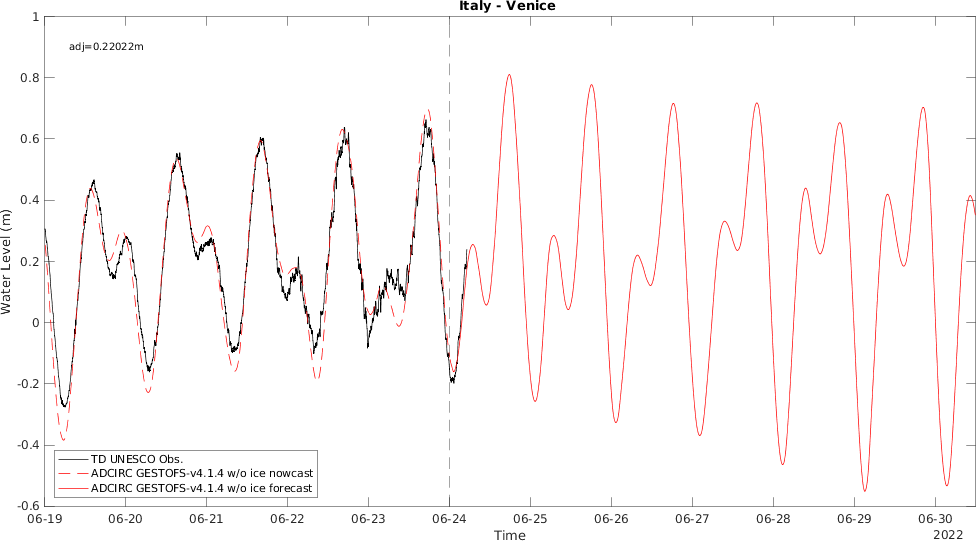 Italy - Venice
adj=0.22022m
Water Level (m)
1
0.8
0.6
0.4
0.2
0
-0.2
-0.4
-0.6
TD UNESCO Obs.
ADCIRC GESTOFS-v4.1.4 w/o ice nowcast
ADCIRC GESTOFS-v4.1.4 w/o ice forecast
06-19 06-20 06-21 06-22 06-23 06-24 06-25 06-26 06-27 06-28 06-29 06-30
Time
2022